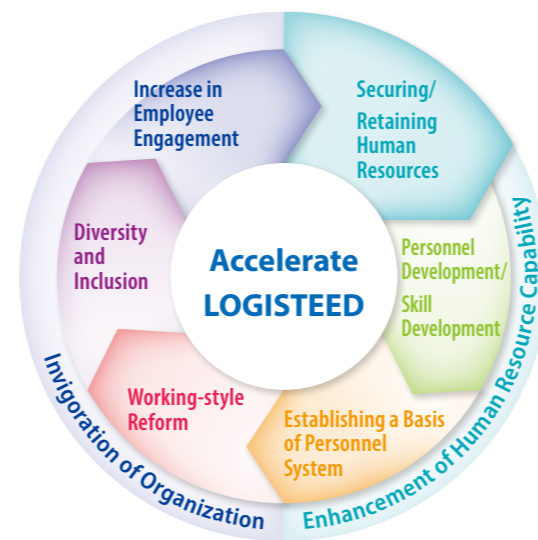 Increase in
Employee
Engagement
Securing/
Retaining
Human
Resources
Personnel
Development/
Skill
Development
Establishing a Basis
of Personnel
System
Working-style
Reform
Diversity
and
Inclusion
Accelerate
LOGISTEED
Invigoration of Organization
Enhancement of Human Resource Capability